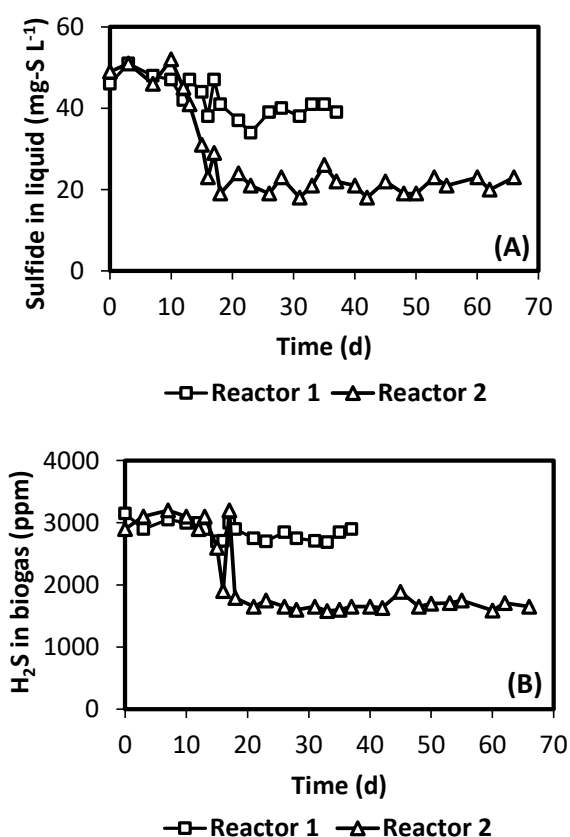 Sulfide in liquid (mg-S L⁻¹)
60
40
20
0
(A)
0 10 20 30 40 50 60 70
Time (d)
Reactor 1 Reactor 2
H₂S in biogas (ppm)
4000
3000
2000
1000
0
(B)
0 10 20 30 40 50 60 70
Time (d)
Reactor 1 Reactor 2